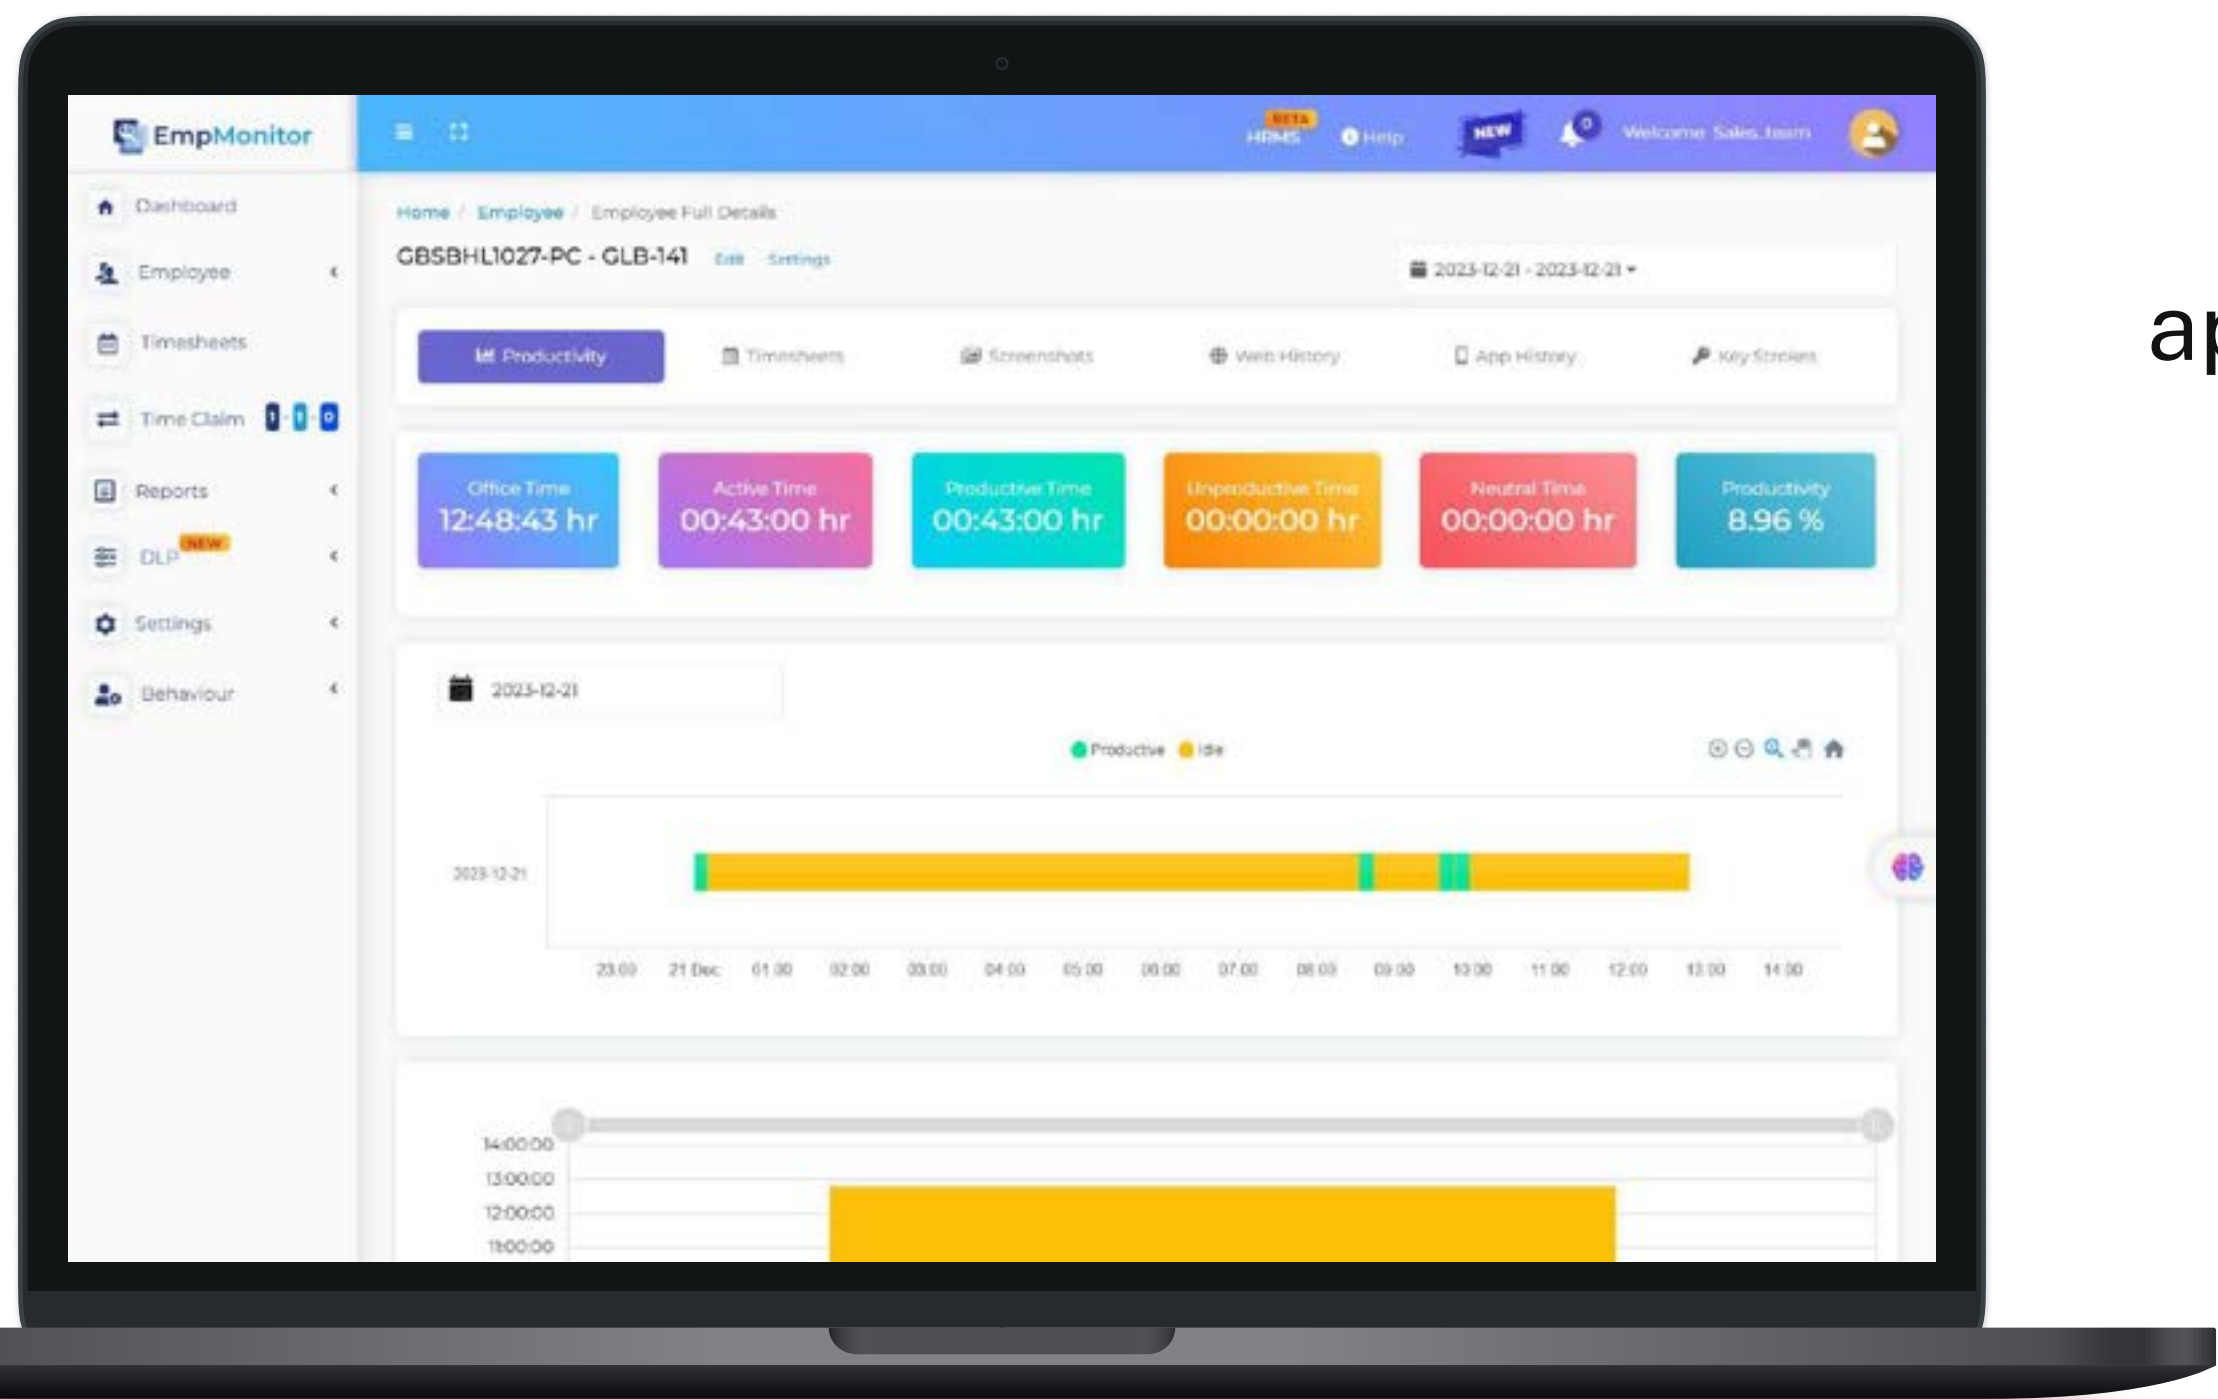 EmpMonitor
BETA
HRMS
Help
NEW
0
Welcome Sales_team
Dashboard
Employee
Timesheets
Time Claim 1 - 1 - 0
Reports
DLP NEW
Settings
Behaviour
Home / Employee / Employee Full Details
GBSBHL1027-PC - GLB-141 Edit Settings
2023-12-21 - 2023-12-21
Productivity Timesheets Screenshots Web History App History Key Strokes
Office Time
12:48:43 hr
Active Time
00:43:00 hr
Productive Time
00:43:00 hr
Unproductive Time
00:00:00 hr
Neutral Time
00:00:00 hr
Productivity
8.96 %
2023-12-21
Productive Idle
2023-12-21
23:00 21 Dec 01:00 02:00 03:00 04:00 05:00 06:00 07:00 08:00 09:00 10:00 11:00 12:00 13:00 14:00
14:00:00
13:00:00
12:00:00
11:00:00